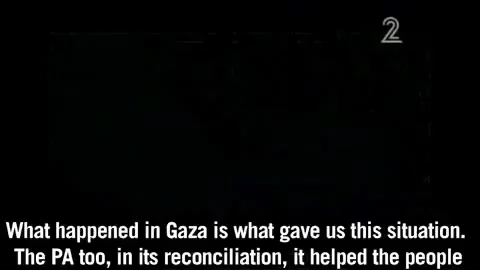 2
What happened in Gaza is what gave us this situation.
The PA too, in its reconciliation, it helped the people